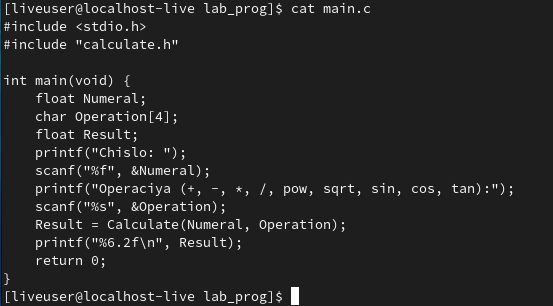 [liveuser@localhost-live lab_prog]$ cat main.c
#include <stdio.h>
#include "calculate.h"

int main(void) {
    float Numeral;
    char Operation[4];
    float Result;
    printf("Chislo: ");
    scanf("%f", &Numeral);
    printf("Operaciya (+, -, *, /, pow, sqrt, sin, cos, tan):");
    scanf("%s", &Operation);
    Result = Calculate(Numeral, Operation);
    printf("%6.2f\n", Result);
    return 0;
}
[liveuser@localhost-live lab_prog]$